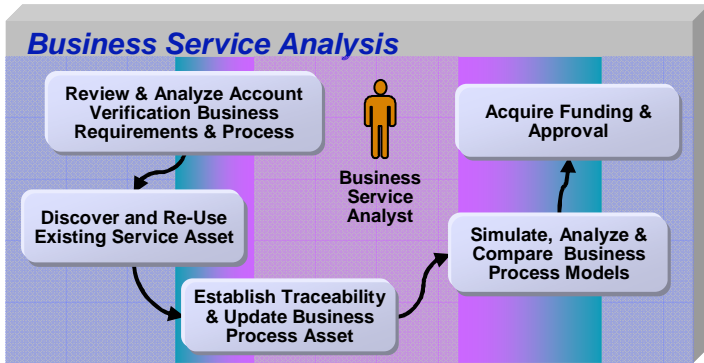 Business Service Analysis
Review & Analyze Account
Verification Business
Requirements & Process
Discover and Re-Use
Existing Service Asset
Establish Traceability
& Update Business
Process Asset
Business
Service
Analyst
Simulate, Analyze &
Compare Business
Process Models
Acquire Funding &
Approval